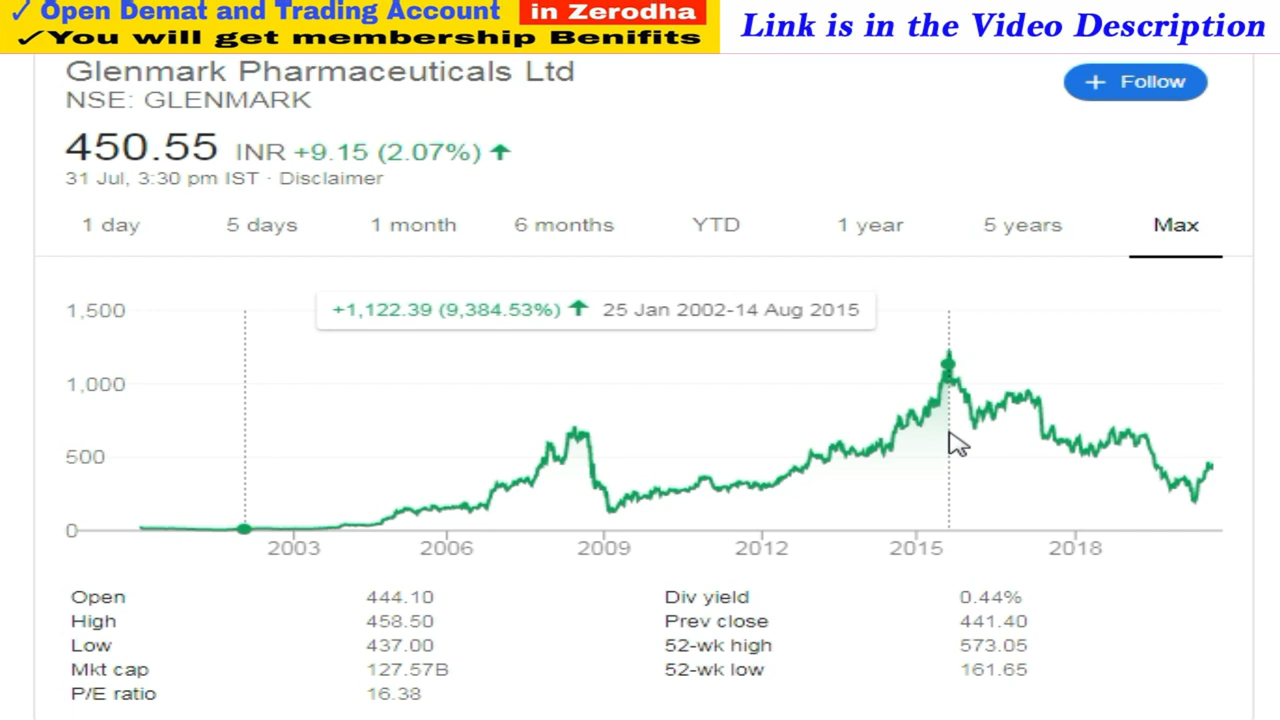 ✓ Open Demat and Trading Account in Zerodha
✓You will get membership Benifits
Link is in the Video Description
Glenmark Pharmaceuticals Ltd
NSE: GLENMARK
+ Follow
450.55 INR +9.15 (2.07%) ↑
31 Jul, 3:30 pm IST · Disclaimer
1 day 5 days 1 month 6 months YTD 1 year 5 years Max
+1,122.39 (9,384.53%) ↑ 25 Jan 2002-14 Aug 2015
1,500
1,000
500
0
2003 2006 2009 2012 2015 2018
Open 444.10 Div yield 0.44%
High 458.50 Prev close 441.40
Low 437.00 52-wk high 573.05
Mkt cap 127.57B 52-wk low 161.65
P/E ratio 16.38